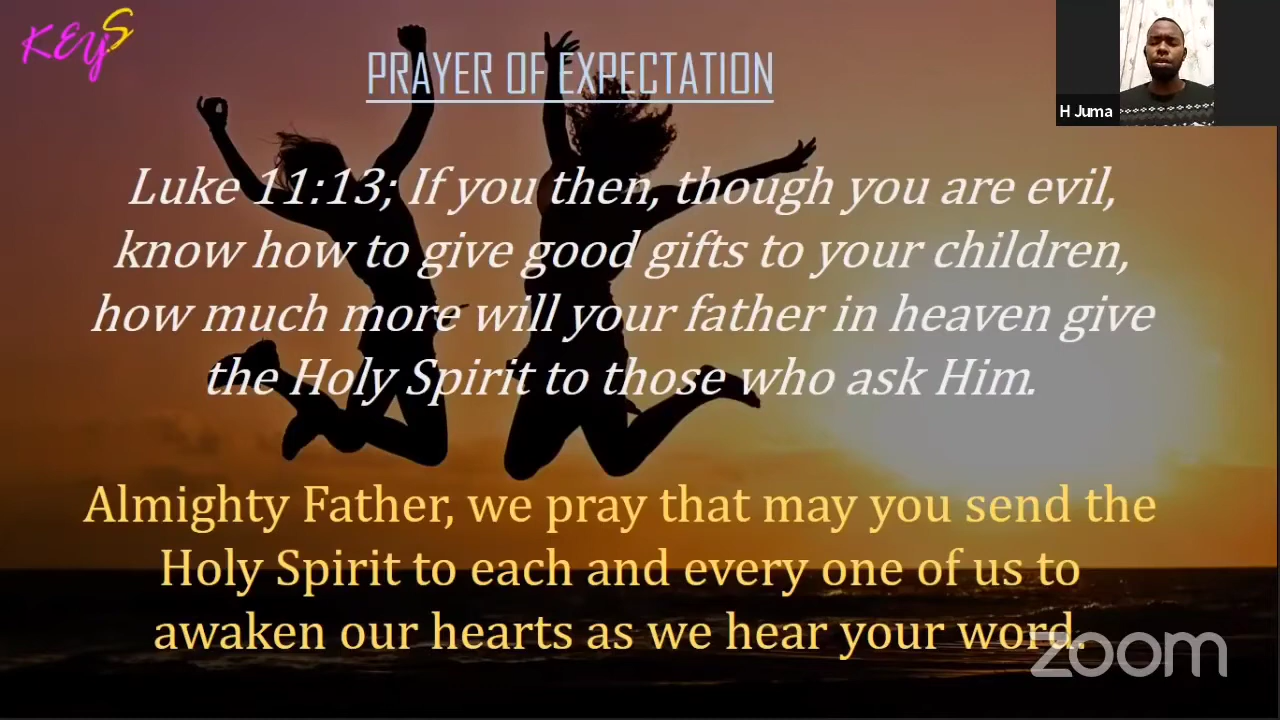 KEYS
PRAYER OF EXPECTATION
H Juma
Luke 11:13; If you then, though you are evil,
know how to give good gifts to your children,
how much more will your father in heaven give
the Holy Spirit to those who ask Him.
Almighty Father, we pray that may you send the
Holy Spirit to each and every one of us to
awaken our hearts as we hear your word.
zoom